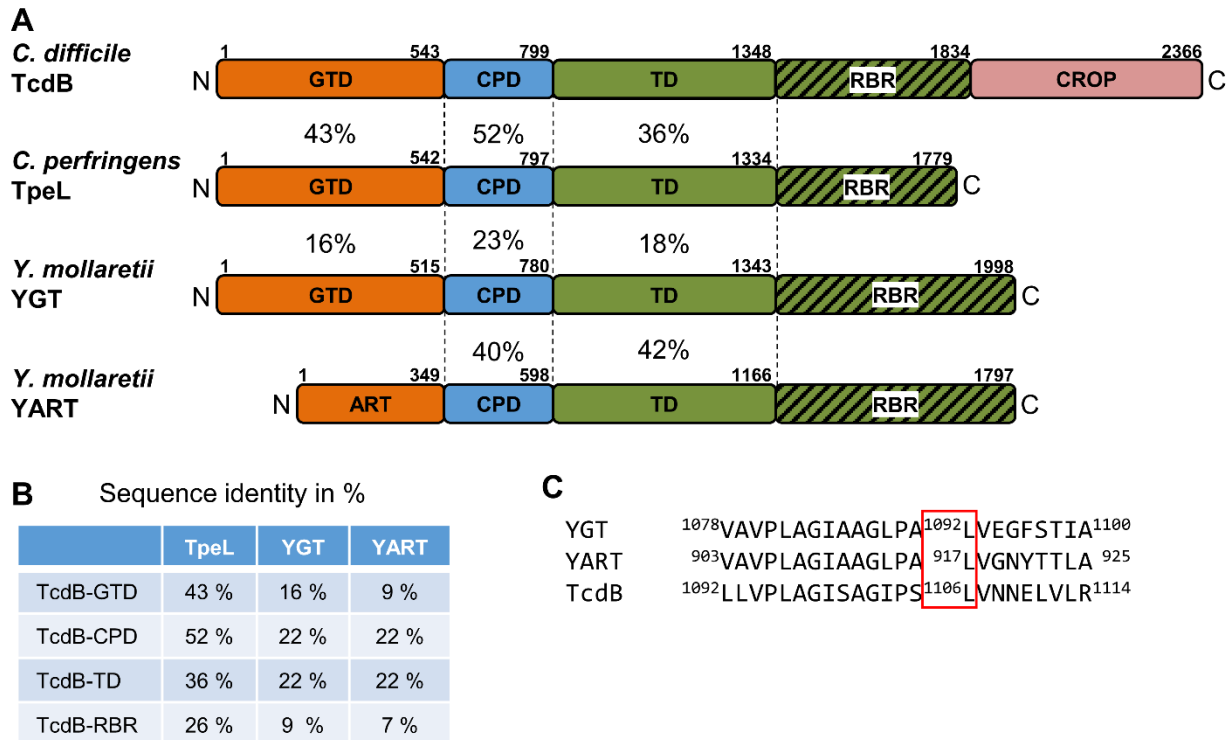 A
C. difficile
TcdB
1 543 799 1348 1834 2366
N GTD CPD TD RBR CROP C
43% 52% 36%
C. perfringens
TpeL
1 542 797 1334 1779
N GTD CPD TD RBR C
16% 23% 18%
Y. mollaretii
YGT
1 515 780 1343 1998
N GTD CPD TD RBR C
40% 42%
Y. mollaretii
YART
1 349 598 1166 1797
N ART CPD TD RBR C
B Sequence identity in %
TpeL YGT YART
TcdB-GTD 43 % 16 % 9 %
TcdB-CPD 52 % 22 % 22 %
TcdB-TD 36 % 22 % 22 %
TcdB-RBR 26 % 9 % 7 %
C
YGT 1078VAVPLAGIAAGLPA1092LVEGFSTIA1100
YART 903VAVPLAGIAAGLPA 917LVGNYTTLA 925
TcdB 1092LLVPLAGISAGIPS1106LVNNELVLR1114